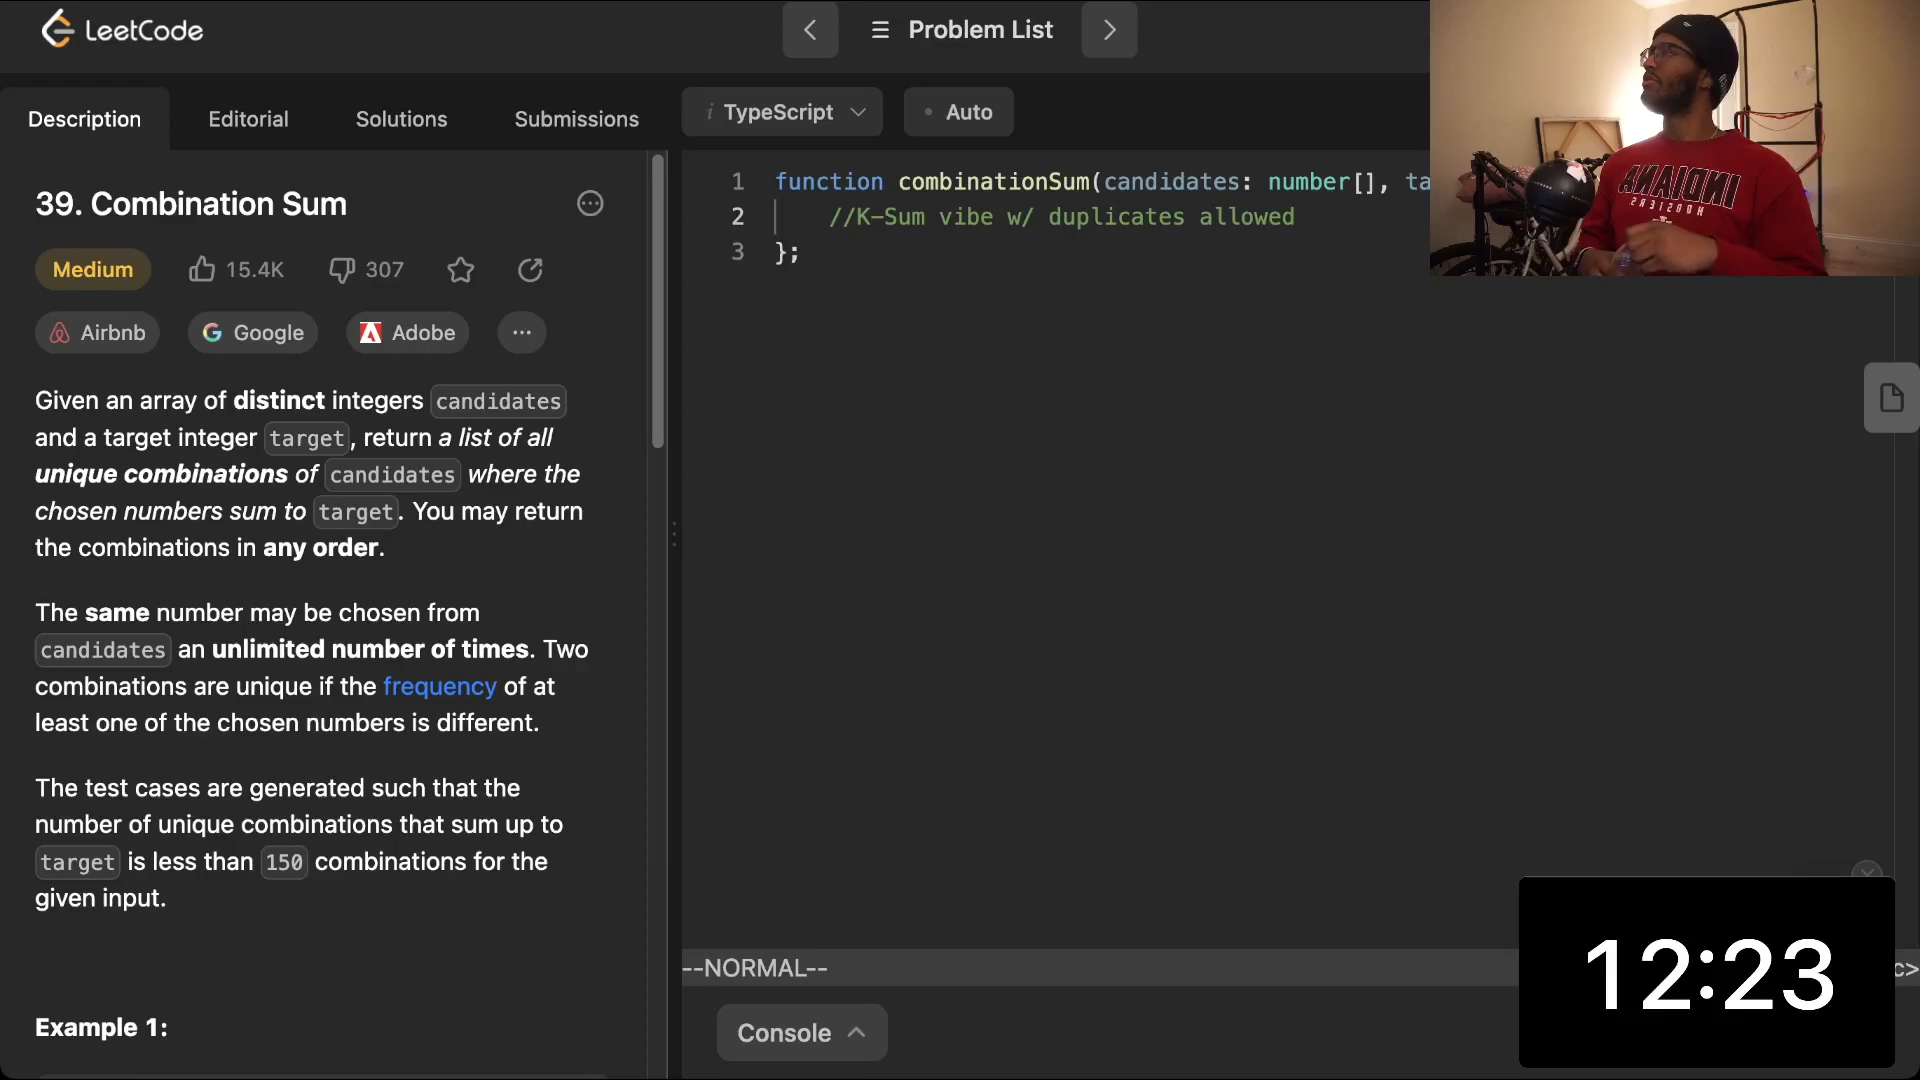 LeetCode
Problem List
Description
Editorial
Solutions
Submissions
i TypeScript
• Auto
39. Combination Sum
Medium
15.4K
307
Airbnb
Google
Adobe
Given an array of distinct integers candidates
and a target integer target, return a list of all
unique combinations of candidates where the
chosen numbers sum to target. You may return
the combinations in any order.
The same number may be chosen from
candidates an unlimited number of times. Two
combinations are unique if the frequency of at
least one of the chosen numbers is different.
The test cases are generated such that the
number of unique combinations that sum up to
target is less than 150 combinations for the
given input.
Example 1:
1 function combinationSum(candidates: number[], ta
2 //K-Sum vibe w/ duplicates allowed
3 };
INDIANA
HOOSIERS
--NORMAL--
c>
Console
12:23